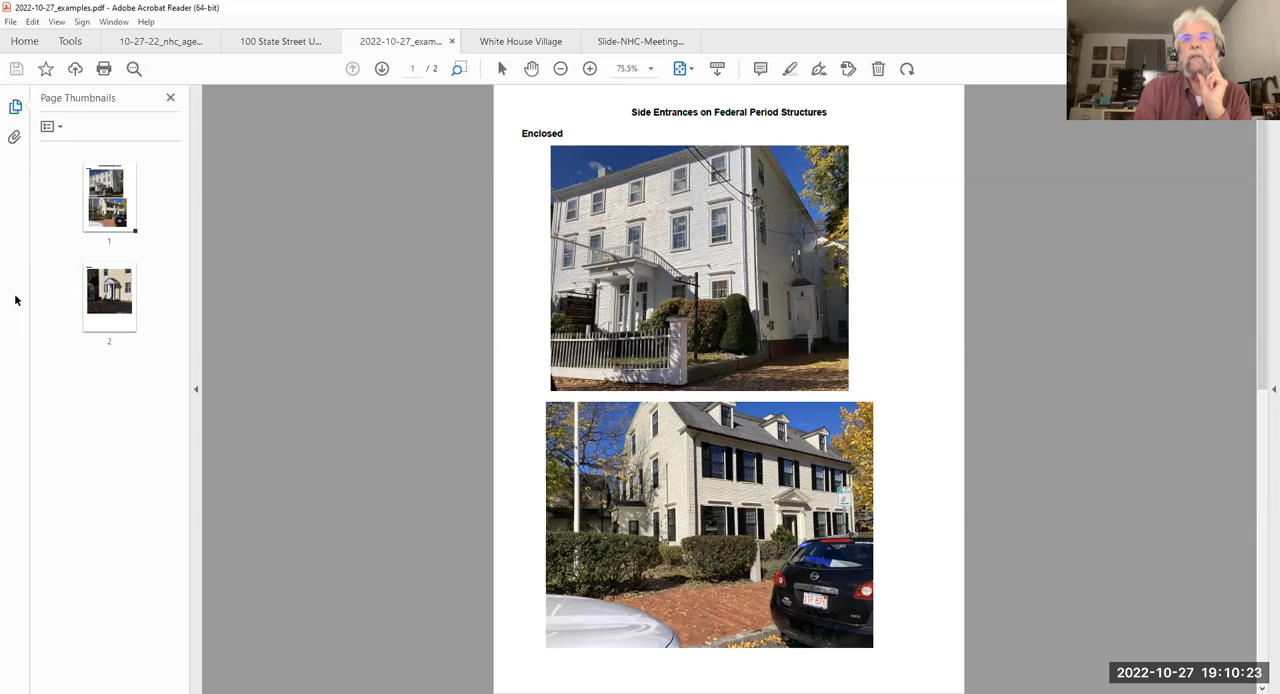 2022-10-27_examples.pdf - Adobe Acrobat Reader (64-bit)
File Edit View Sign Window Help
Home Tools 10-27-22_nhc_age... 100 State Street U... 2022-10-27_exam... × White House Village Slide-NHC-Meeting...
1 / 2 75.5%
Page Thumbnails
1
2
Side Entrances on Federal Period Structures
Enclosed
2022-10-27 19:10:23